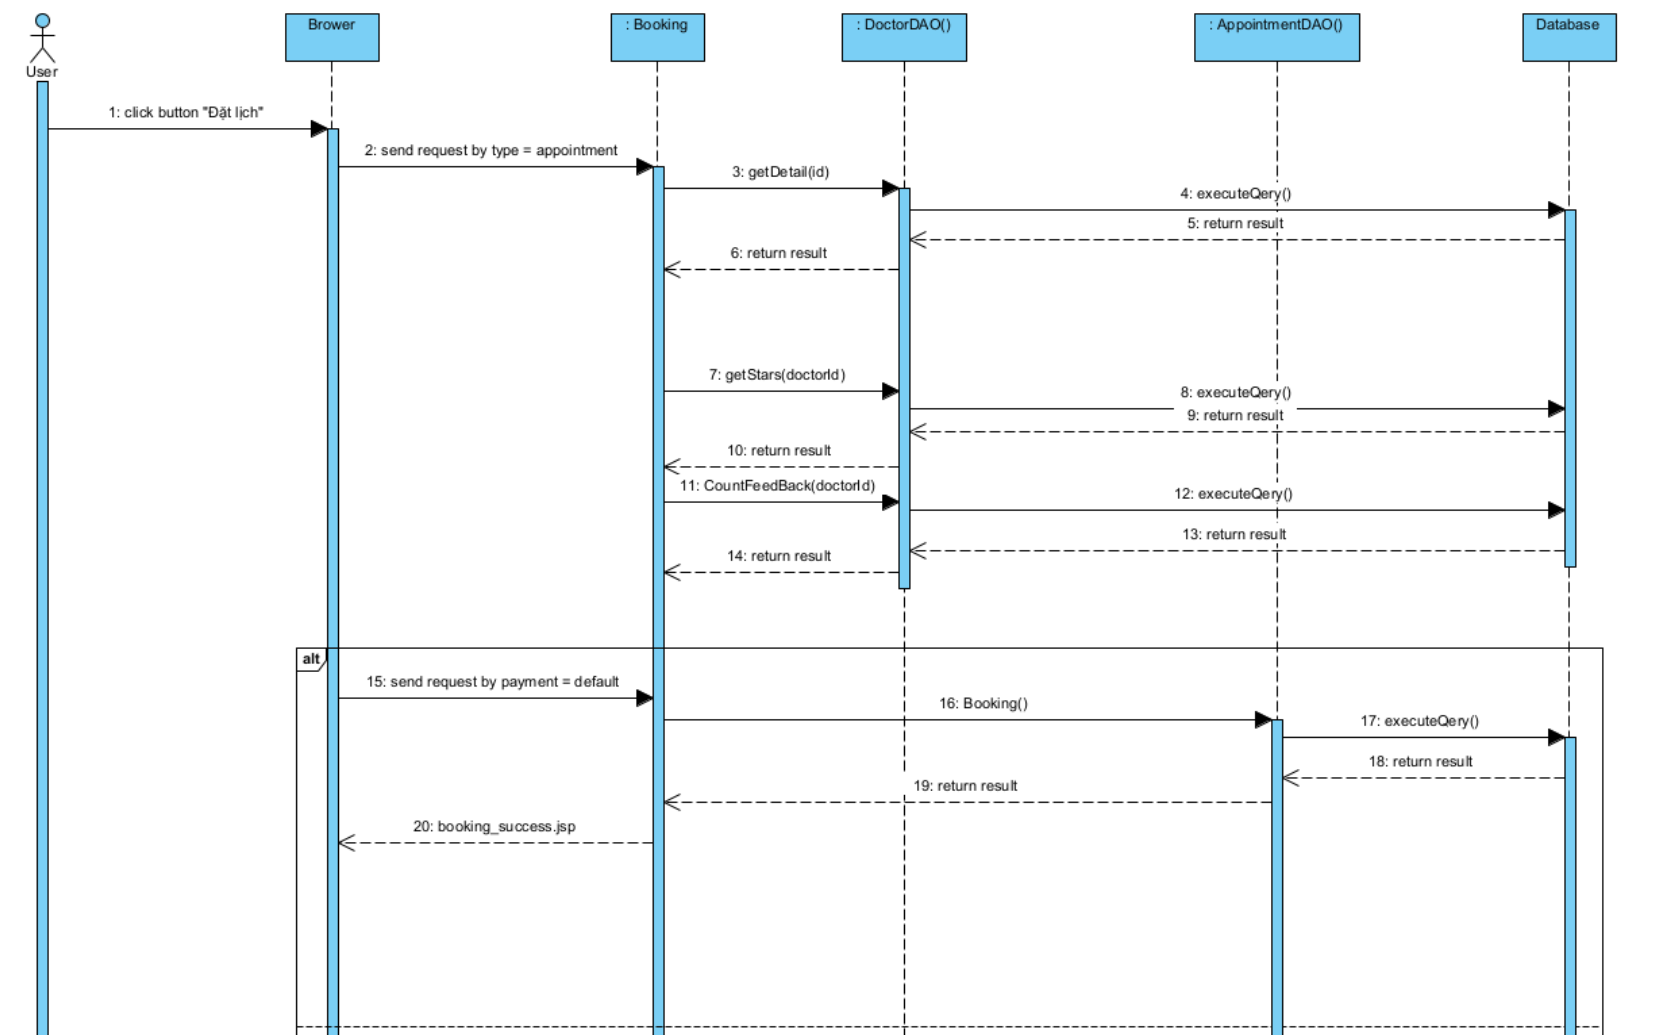 User
Brower
: Booking
: DoctorDAO()
: AppointmentDAO()
Database
1: click button "Đặt lịch"
2: send request by type = appointment
3: getDetail(id)
4: executeQery()
5: return result
6: return result
7: getStars(doctorId)
8: executeQery()
9: return result
10: return result
11: CountFeedBack(doctorId)
12: executeQery()
13: return result
14: return result
alt
15: send request by payment = default
16: Booking()
17: executeQery()
18: return result
19: return result
20: booking_success.jsp